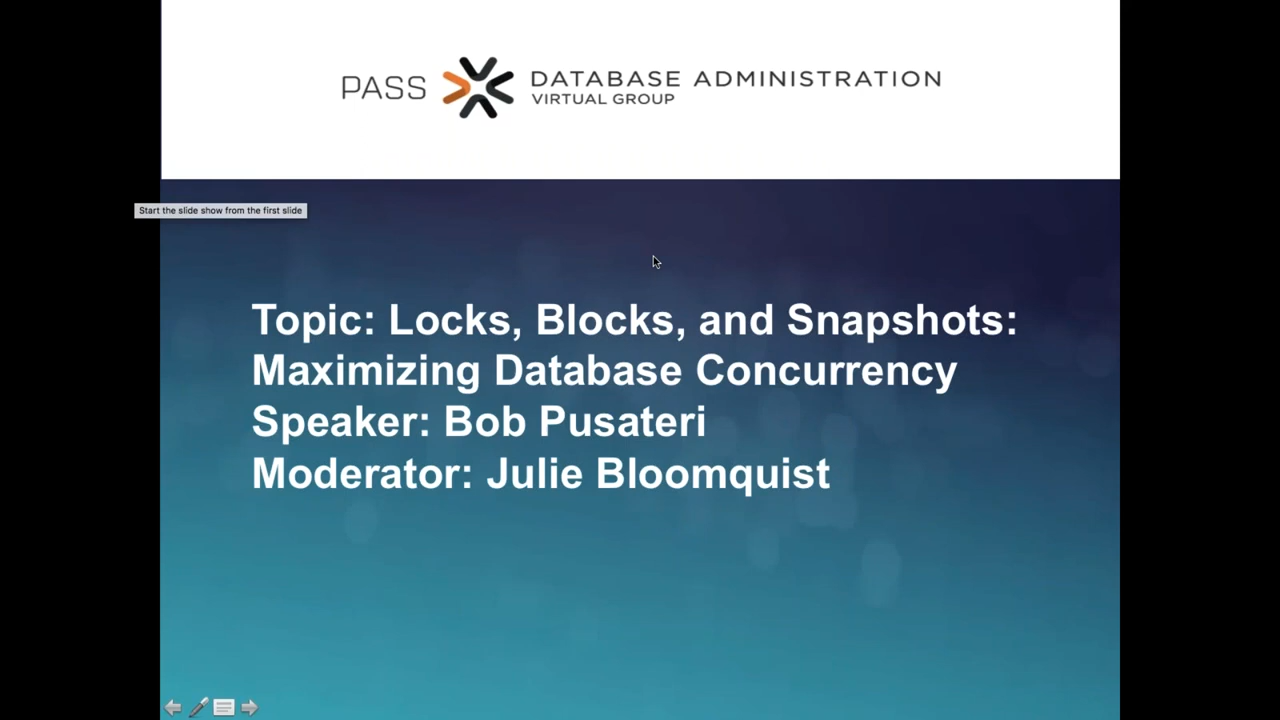 PASS DATABASE ADMINISTRATION
VIRTUAL GROUP
Start the slide show from the first slide
Topic: Locks, Blocks, and Snapshots:
Maximizing Database Concurrency
Speaker: Bob Pusateri
Moderator: Julie Bloomquist